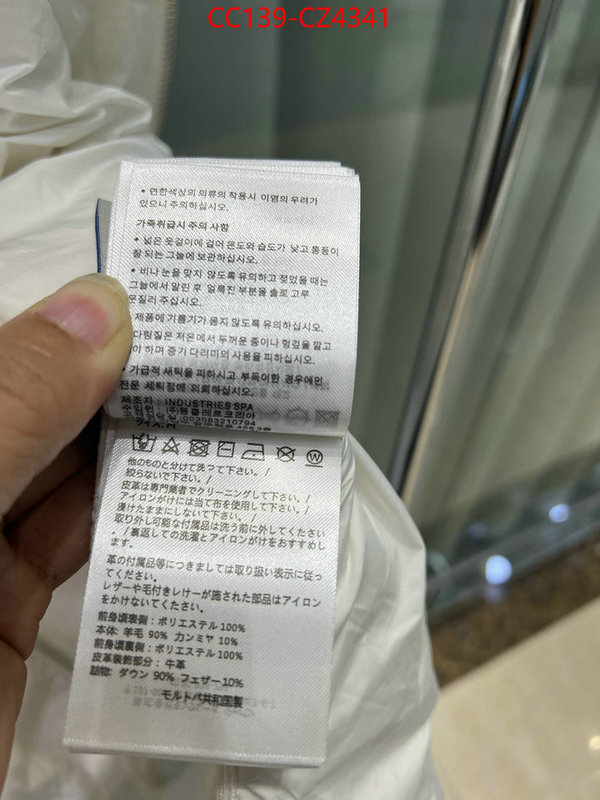 CC139-CZ4341
• 연한색상의 의류의 착용시 이염의 우려가
있으니 주의하십시오.
가죽취급시 주의 사항
• 넓은 옷걸이에 걸어 온도와 습도가 낮고 통풍이
잘 되는 그늘에 보관하십시오.
• 비나 눈을 맞지 않도록 유의하고 젖었을 때는
그늘에서 말린 후 얼룩진 부분을 솔로 고루
문질러 주십시오.
제품에 기름기가 묻지 않도록 유의하십시오.
다림질은 저온에서 두꺼운 종이나 헝겊을 깔고
야 하며 증기 다리미의 사용을 피하십시오.
• 가급적 세탁을 피하시고 부득이한 경우에만
전문 세탁점에 의뢰하십시오.
제조자: INDUSTRIES SPA
他のものと分けて洗って下さい。/
絞らないで下さい。/
皮革は専門業者でクリーニングして下さい。/
アイロンがけには当て布を使用して下さい。/
浸けたままにしないで下さい。
取り外し可能な付属品は洗う前に外してください
。/裏返しての洗濯とアイロンがけをおすすめし
ます。
革の付属品等につきましては取り扱い表示に従っ
てください。
レザーや毛付きレけーが施された部品はアイロン
をかけないでください。
前身頃表側：ポリエステル 100%
本体: 羊毛 90% カンミヤ 10%
前身頃裏側：ポリエステル 100%
皮革装飾部分：牛革
詰物: ダウン 90% フェザー 10%
モルドバ共和国製